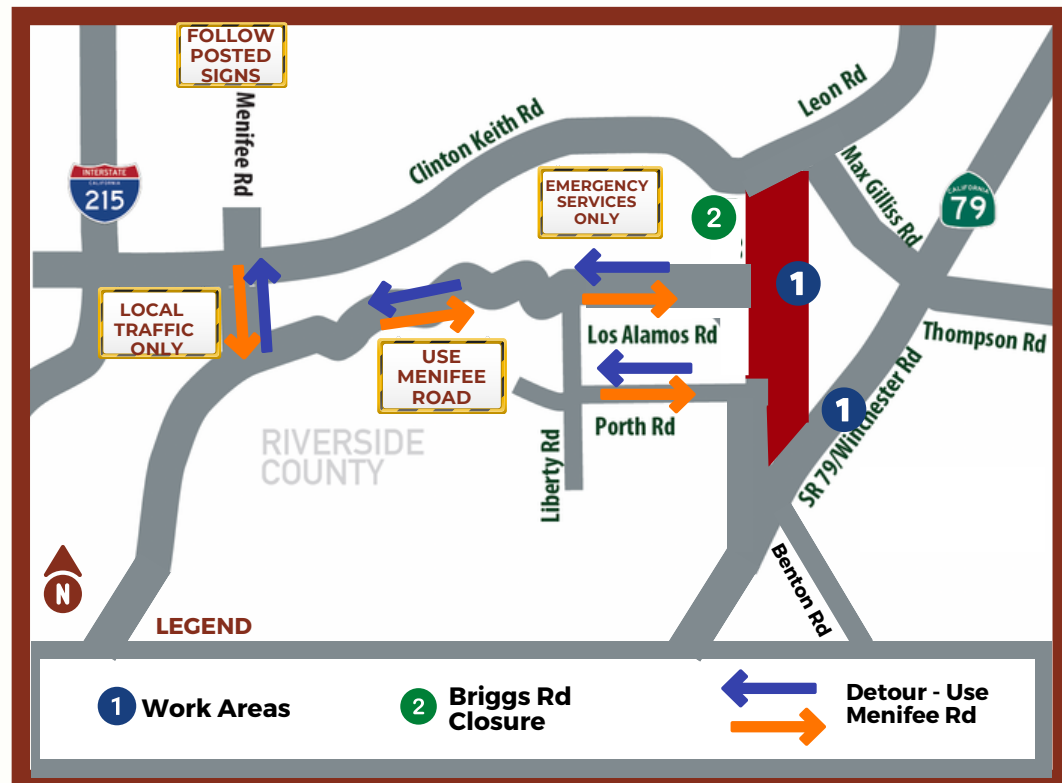 FOLLOW
POSTED
SIGNS
Menifee Rd
Clinton Keith Rd
Leon Rd
Max Gilliss Rd
INTERSTATE
CALIFORNIA
215
CALIFORNIA
79
EMERGENCY
SERVICES
ONLY
2
1
LOCAL
TRAFFIC
ONLY
USE
MENIFEE
ROAD
Los Alamos Rd
Thompson Rd
1
Porth Rd
SR 79/Winchester Rd
RIVERSIDE
COUNTY
Liberty Rd
Benton Rd
N
LEGEND
1 Work Areas
2 Briggs Rd
Closure
Detour - Use
Menifee Rd